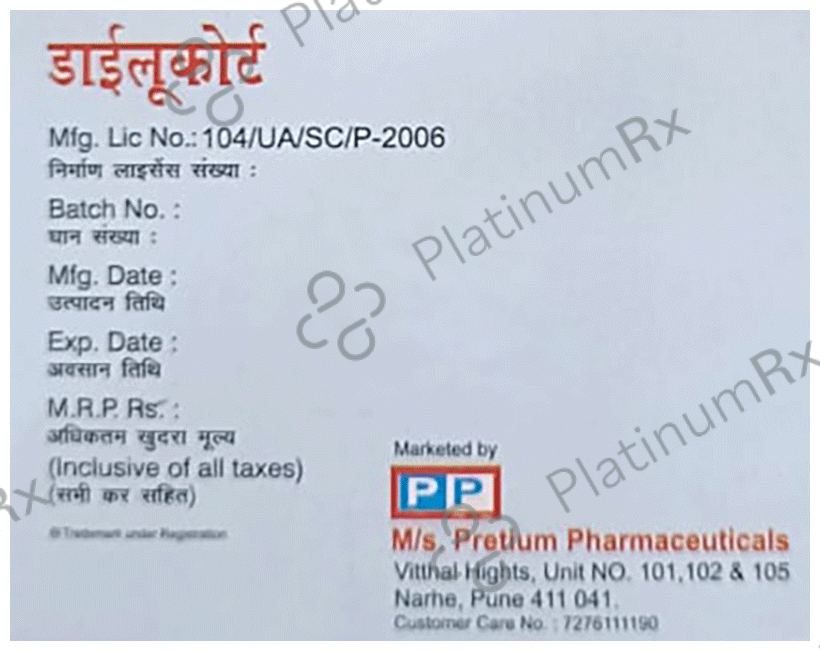 डाईलूकोर्ट
Mfg. Lic No.: 104/UA/SC/P-2006
निर्माण लाइसेंस संख्या :
Batch No. :
घान संख्या :
Mfg. Date :
उत्पादन तिथि
Exp. Date :
अवसान तिथि
M.R.P. Rs. :
अधिकतम खुदरा मूल्य
(Inclusive of all taxes)
(सभी कर सहित)
® Trademark under Registration
Marketed by
PP
M/s. Pretium Pharmaceuticals
Vitthal Hights, Unit NO. 101,102 & 105
Narhe, Pune 411 041.
Customer Care No. : 7276111190
PlatinumRx
PlatinumRx